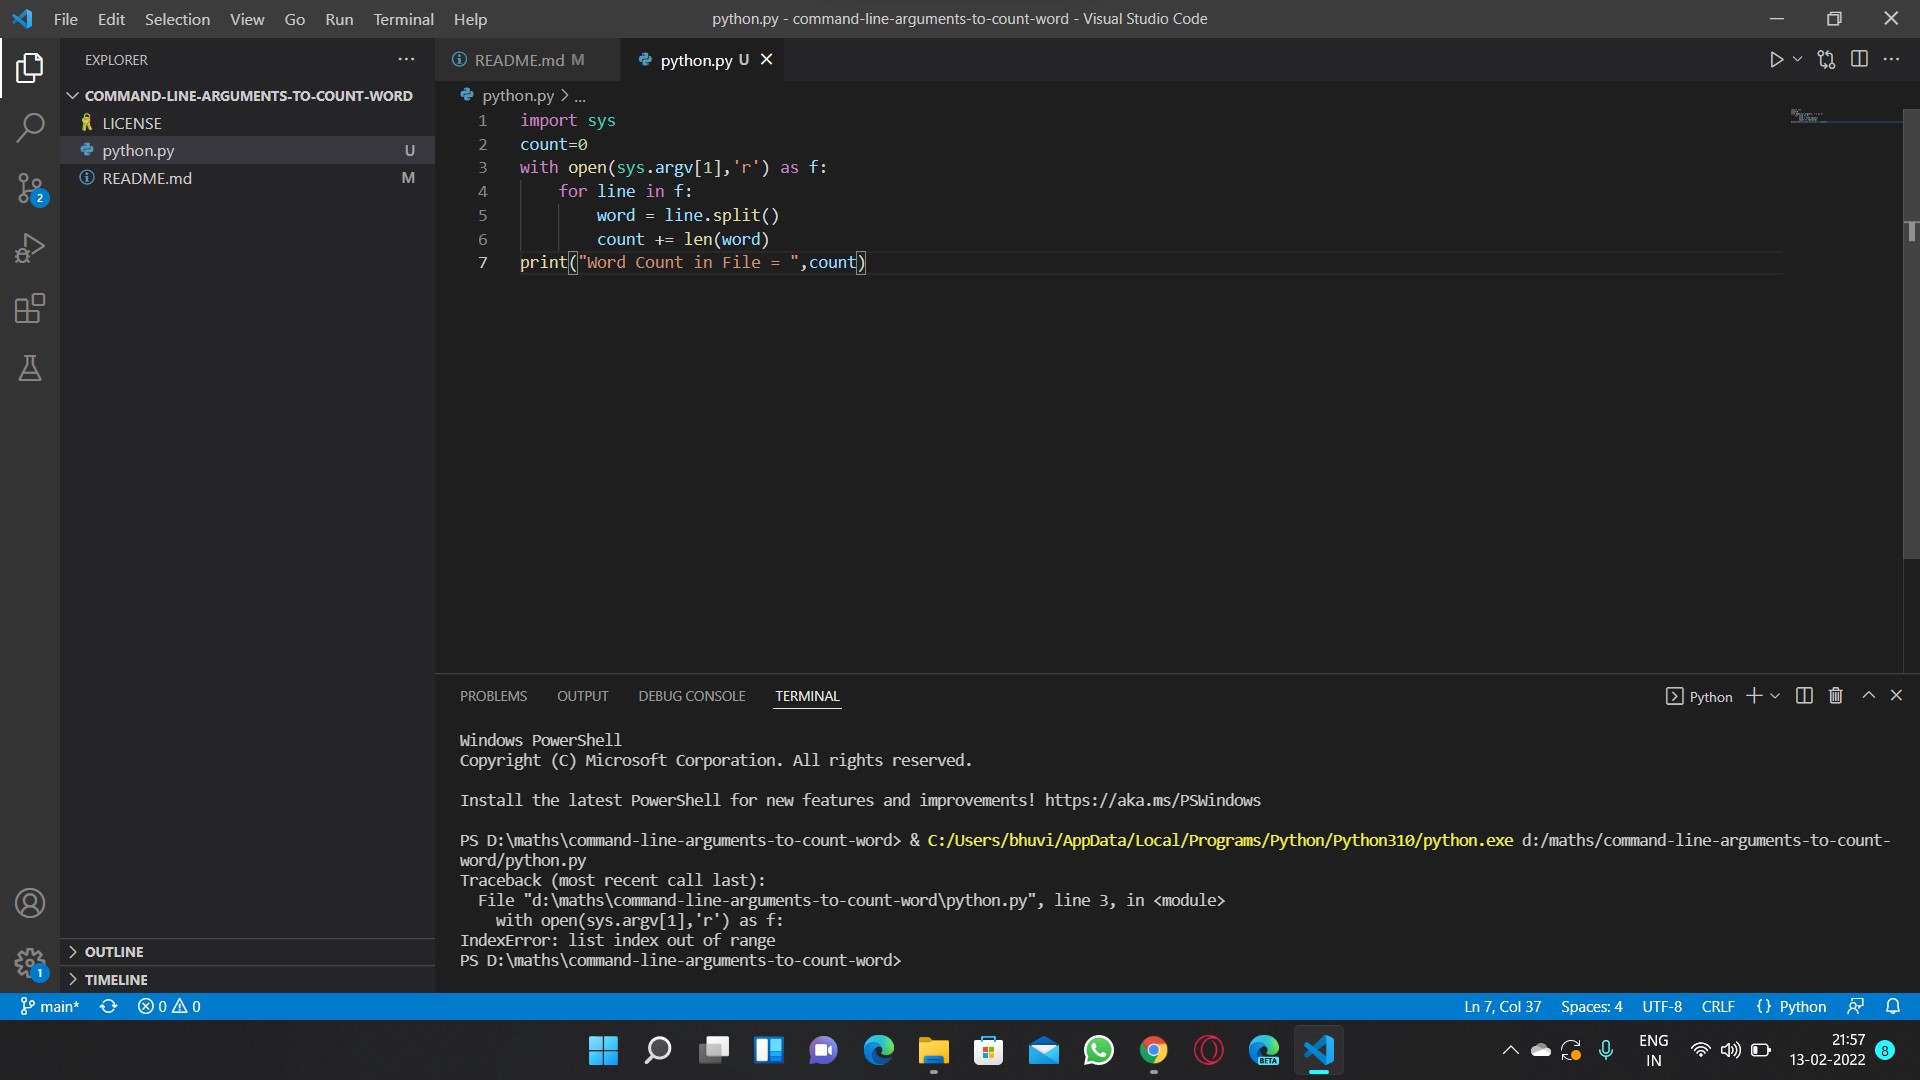 File Edit Selection View Go Run Terminal Help
python.py - command-line-arguments-to-count-word - Visual Studio Code
EXPLORER
COMMAND-LINE-ARGUMENTS-TO-COUNT-WORD
LICENSE
python.py U
README.md M
OUTLINE
TIMELINE
2
1
README.md M
python.py U
python.py > ...
1 import sys
2 count=0
3 with open(sys.argv[1],'r') as f:
4     for line in f:
5         word = line.split()
6         count += len(word)
7 print("Word Count in File = ",count)
PROBLEMS OUTPUT DEBUG CONSOLE TERMINAL
Python
Windows PowerShell
Copyright (C) Microsoft Corporation. All rights reserved.
Install the latest PowerShell for new features and improvements! https://aka.ms/PSWindows
PS D:\maths\command-line-arguments-to-count-word> & C:/Users/bhuvi/AppData/Local/Programs/Python/Python310/python.exe d:/maths/command-line-arguments-to-count-
word/python.py
Traceback (most recent call last):
  File "d:\maths\command-line-arguments-to-count-word\python.py", line 3, in <module>
    with open(sys.argv[1],'r') as f:
IndexError: list index out of range
PS D:\maths\command-line-arguments-to-count-word>
main* 0 0
Ln 7, Col 37 Spaces: 4 UTF-8 CRLF {} Python
BETA
ENG
IN
21:57
13-02-2022
8